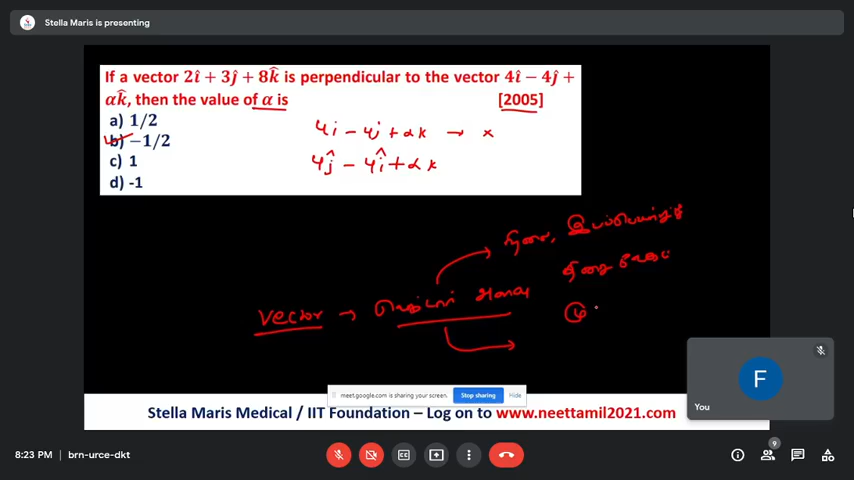 Stella Maris is presenting
If a vector 2î + 3ĵ + 8k̂ is perpendicular to the vector 4î − 4ĵ +
αk̂, then the value of α is [2005]
a) 1/2
b) −1/2
c) 1
d) -1
4i − 4j + αk → x
4ĵ − 4î + αk
vector →
meet.google.com is sharing your screen. Stop sharing Hide
F
You
Stella Maris Medical / IIT Foundation – Log on to www.neettamil2021.com
8:23 PM brn-urce-dkt
9